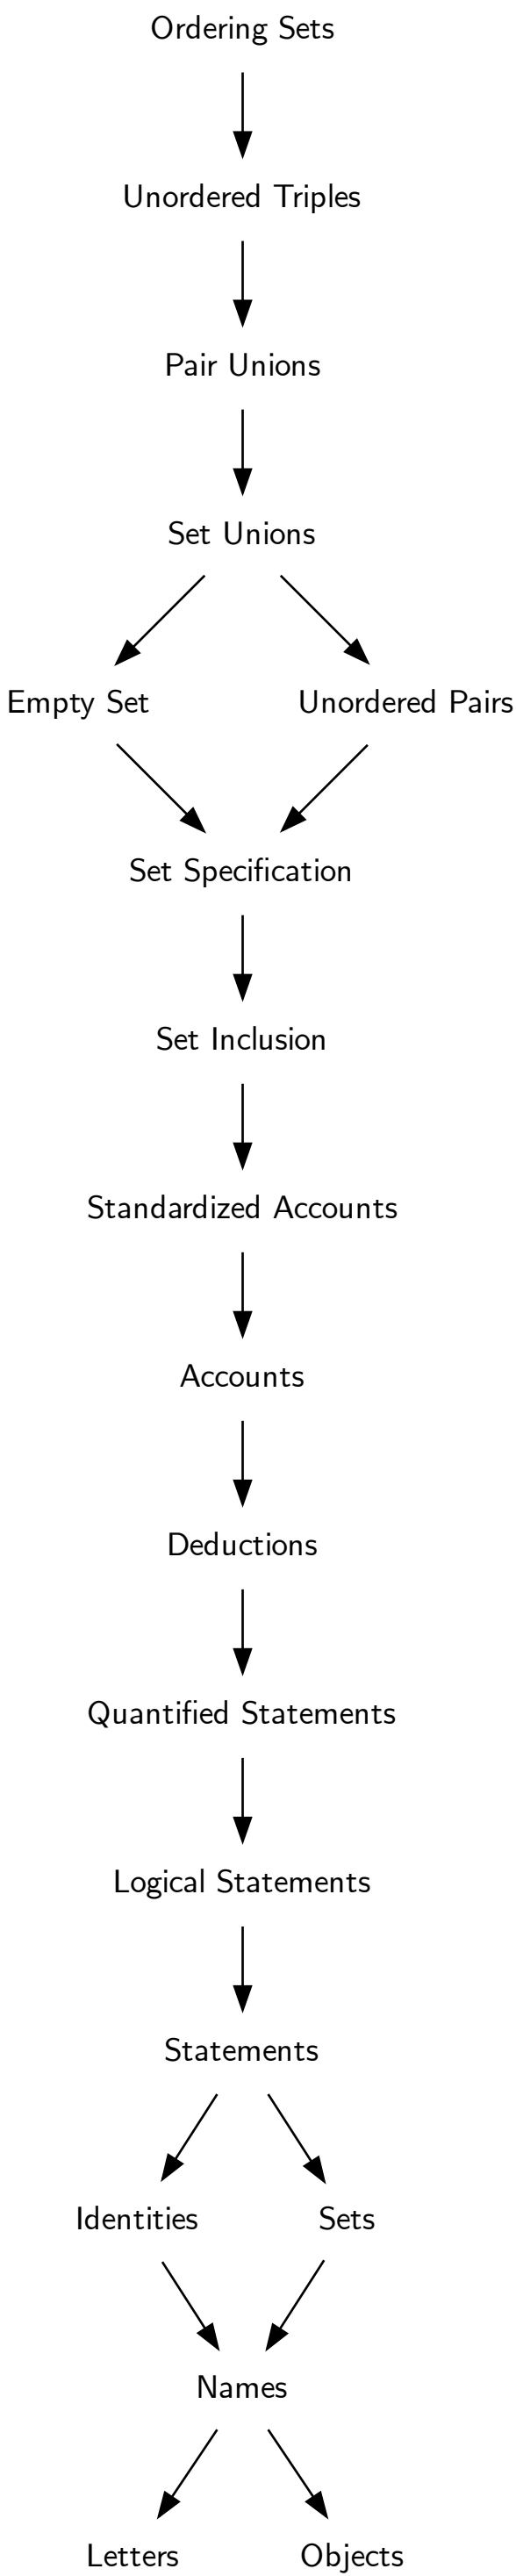 Ordering Sets
Unordered Triples
Pair Unions
Set Unions
Empty Set
Unordered Pairs
Set Specification
Set Inclusion
Standardized Accounts
Accounts
Deductions
Quantified Statements
Logical Statements
Statements
Identities
Sets
Names
Letters
Objects